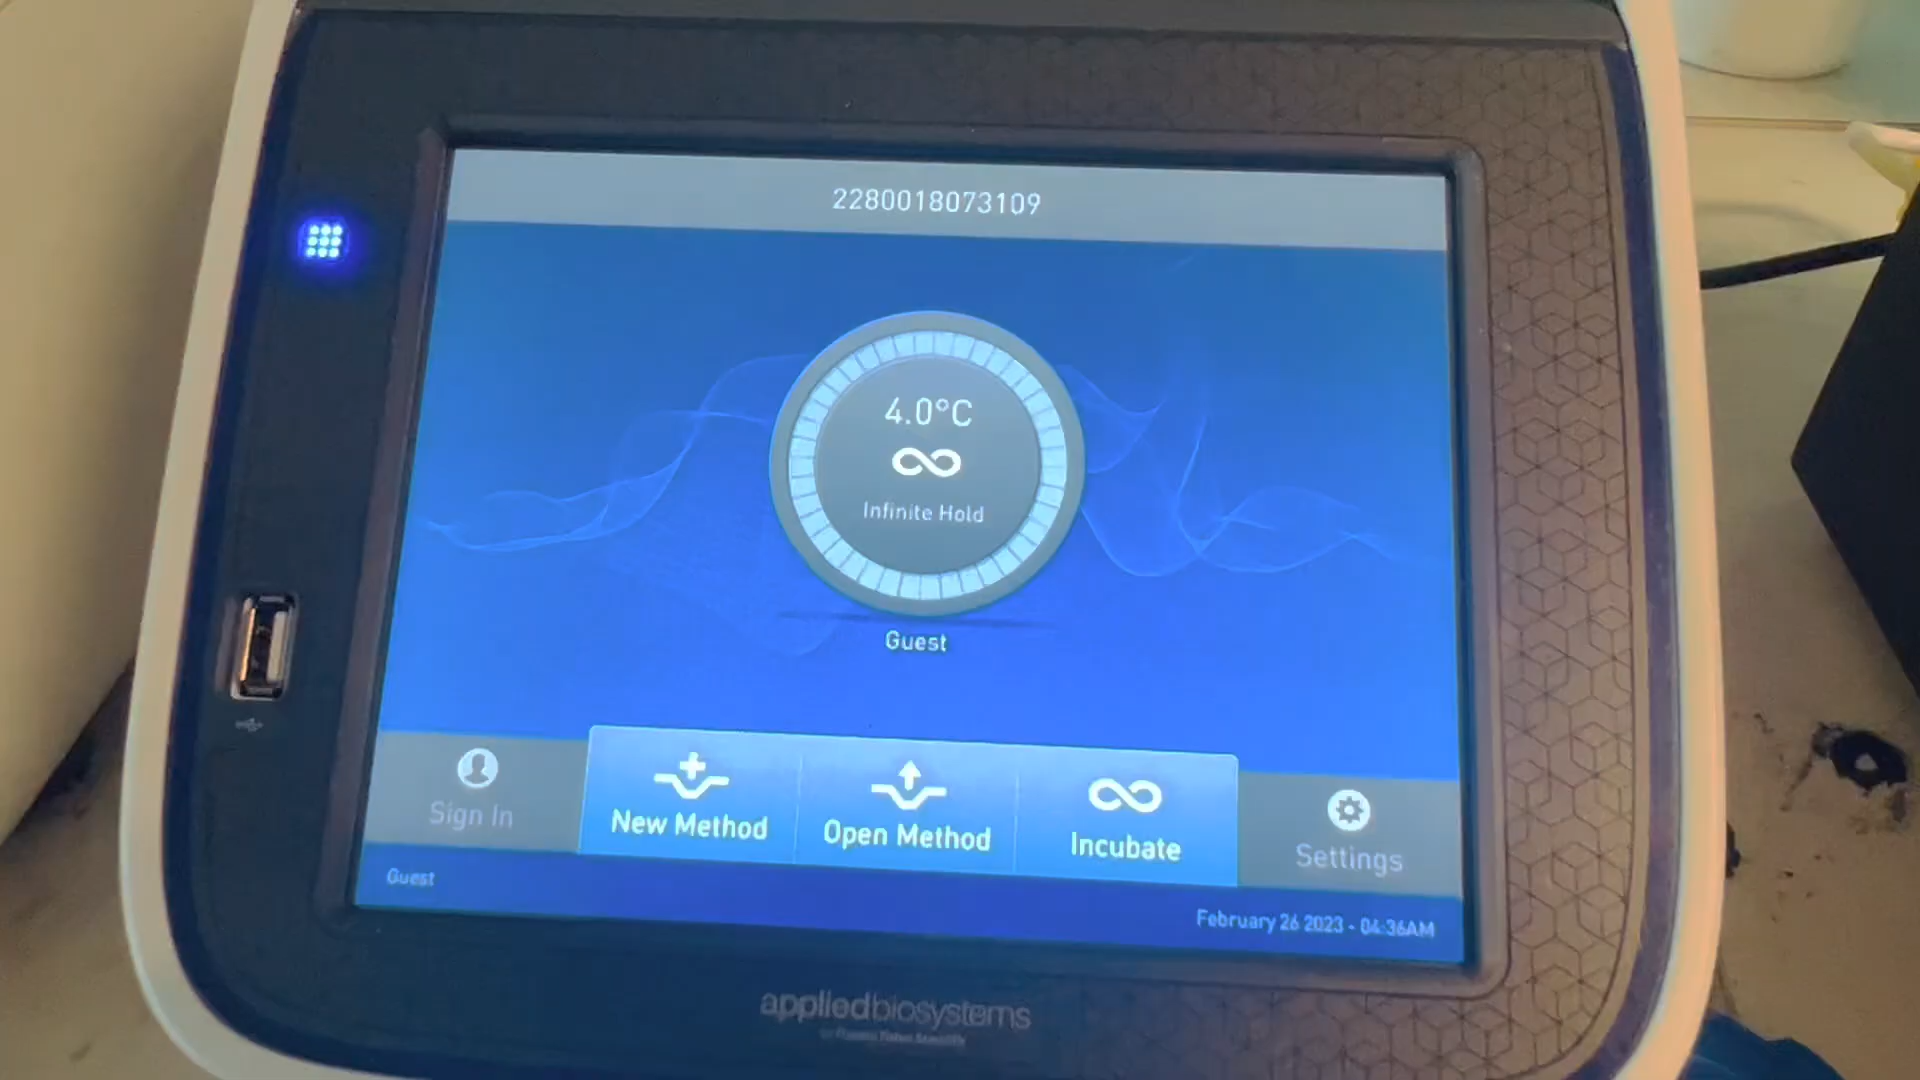 2280018073109
4.0°C
Infinite Hold
Guest
Sign In
New Method
Open Method
Incubate
Settings
Guest
February 26 2023 - 04:36AM
appliedbiosystems